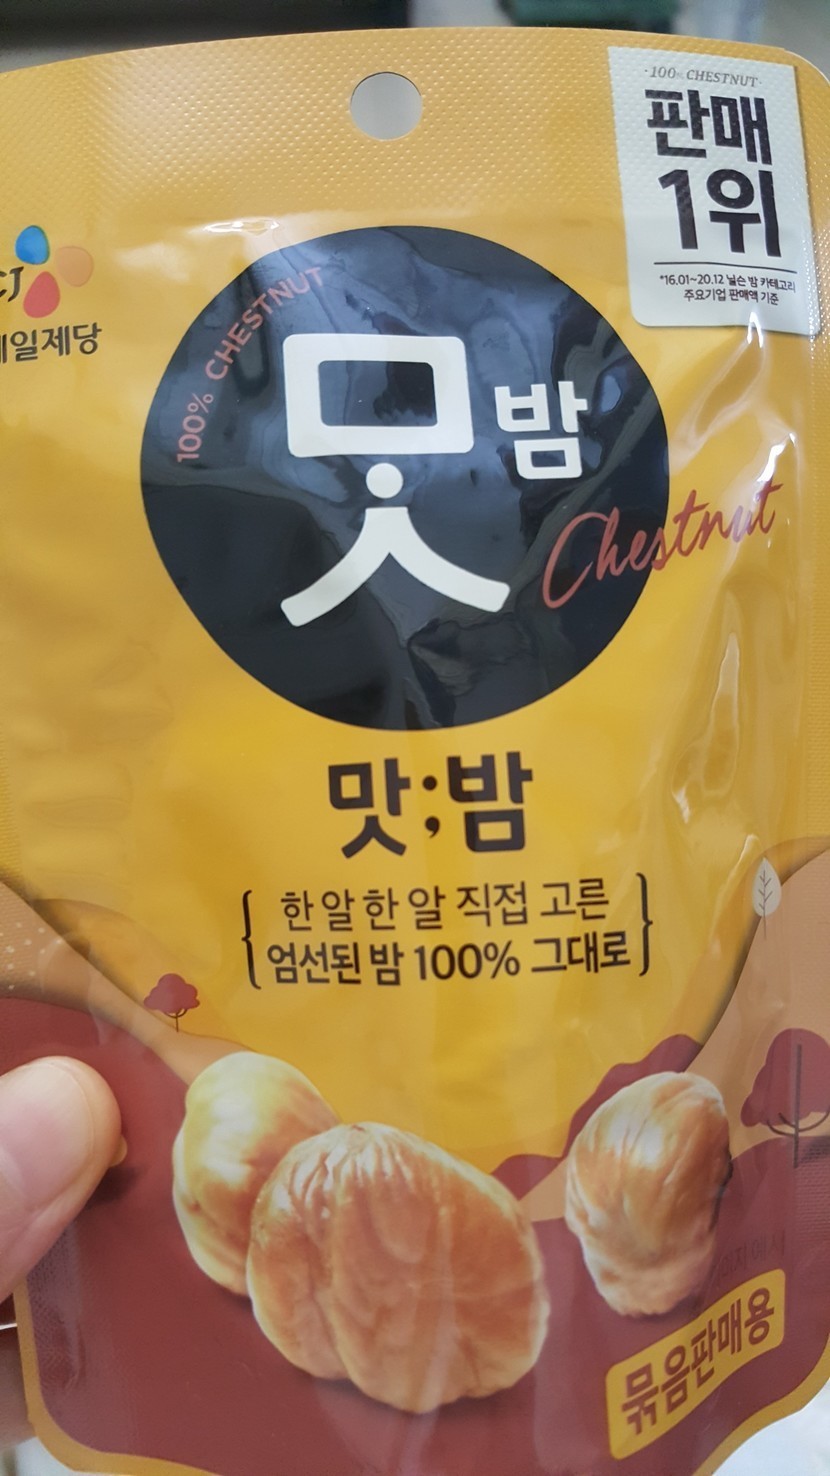 100% CHESTNUT
판매
1위
*16.01~20.12 닐슨 밤 카테고리
주요기업 판매액 기준
CJ
제일제당
100% CHESTNUT
맛밤
Chestnut
맛;밤
한 알 한 알 직접 고른
엄선된 밤 100% 그대로
묶음판매용